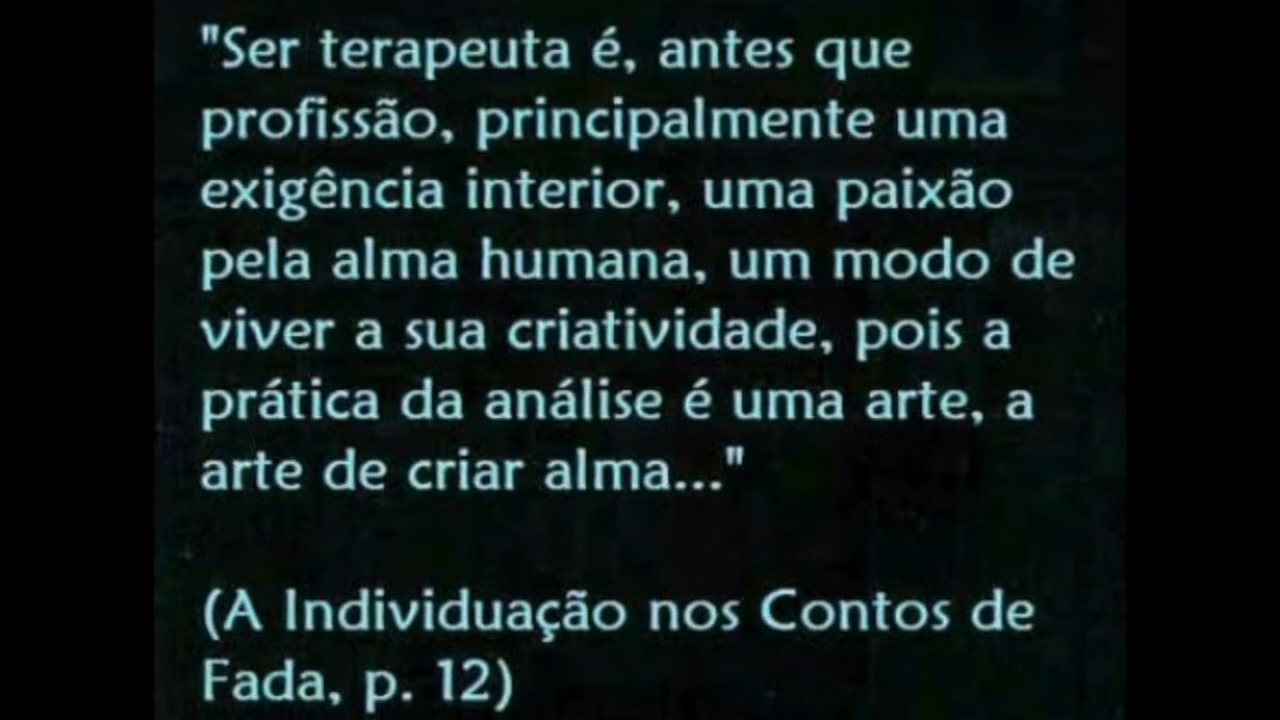 "Ser terapeuta é, antes que
profissão, principalmente uma
exigência interior, uma paixão
pela alma humana, um modo de
viver a sua criatividade, pois a
prática da análise é uma arte, a
arte de criar alma..."
(A Individuação nos Contos de
Fada, p. 12)